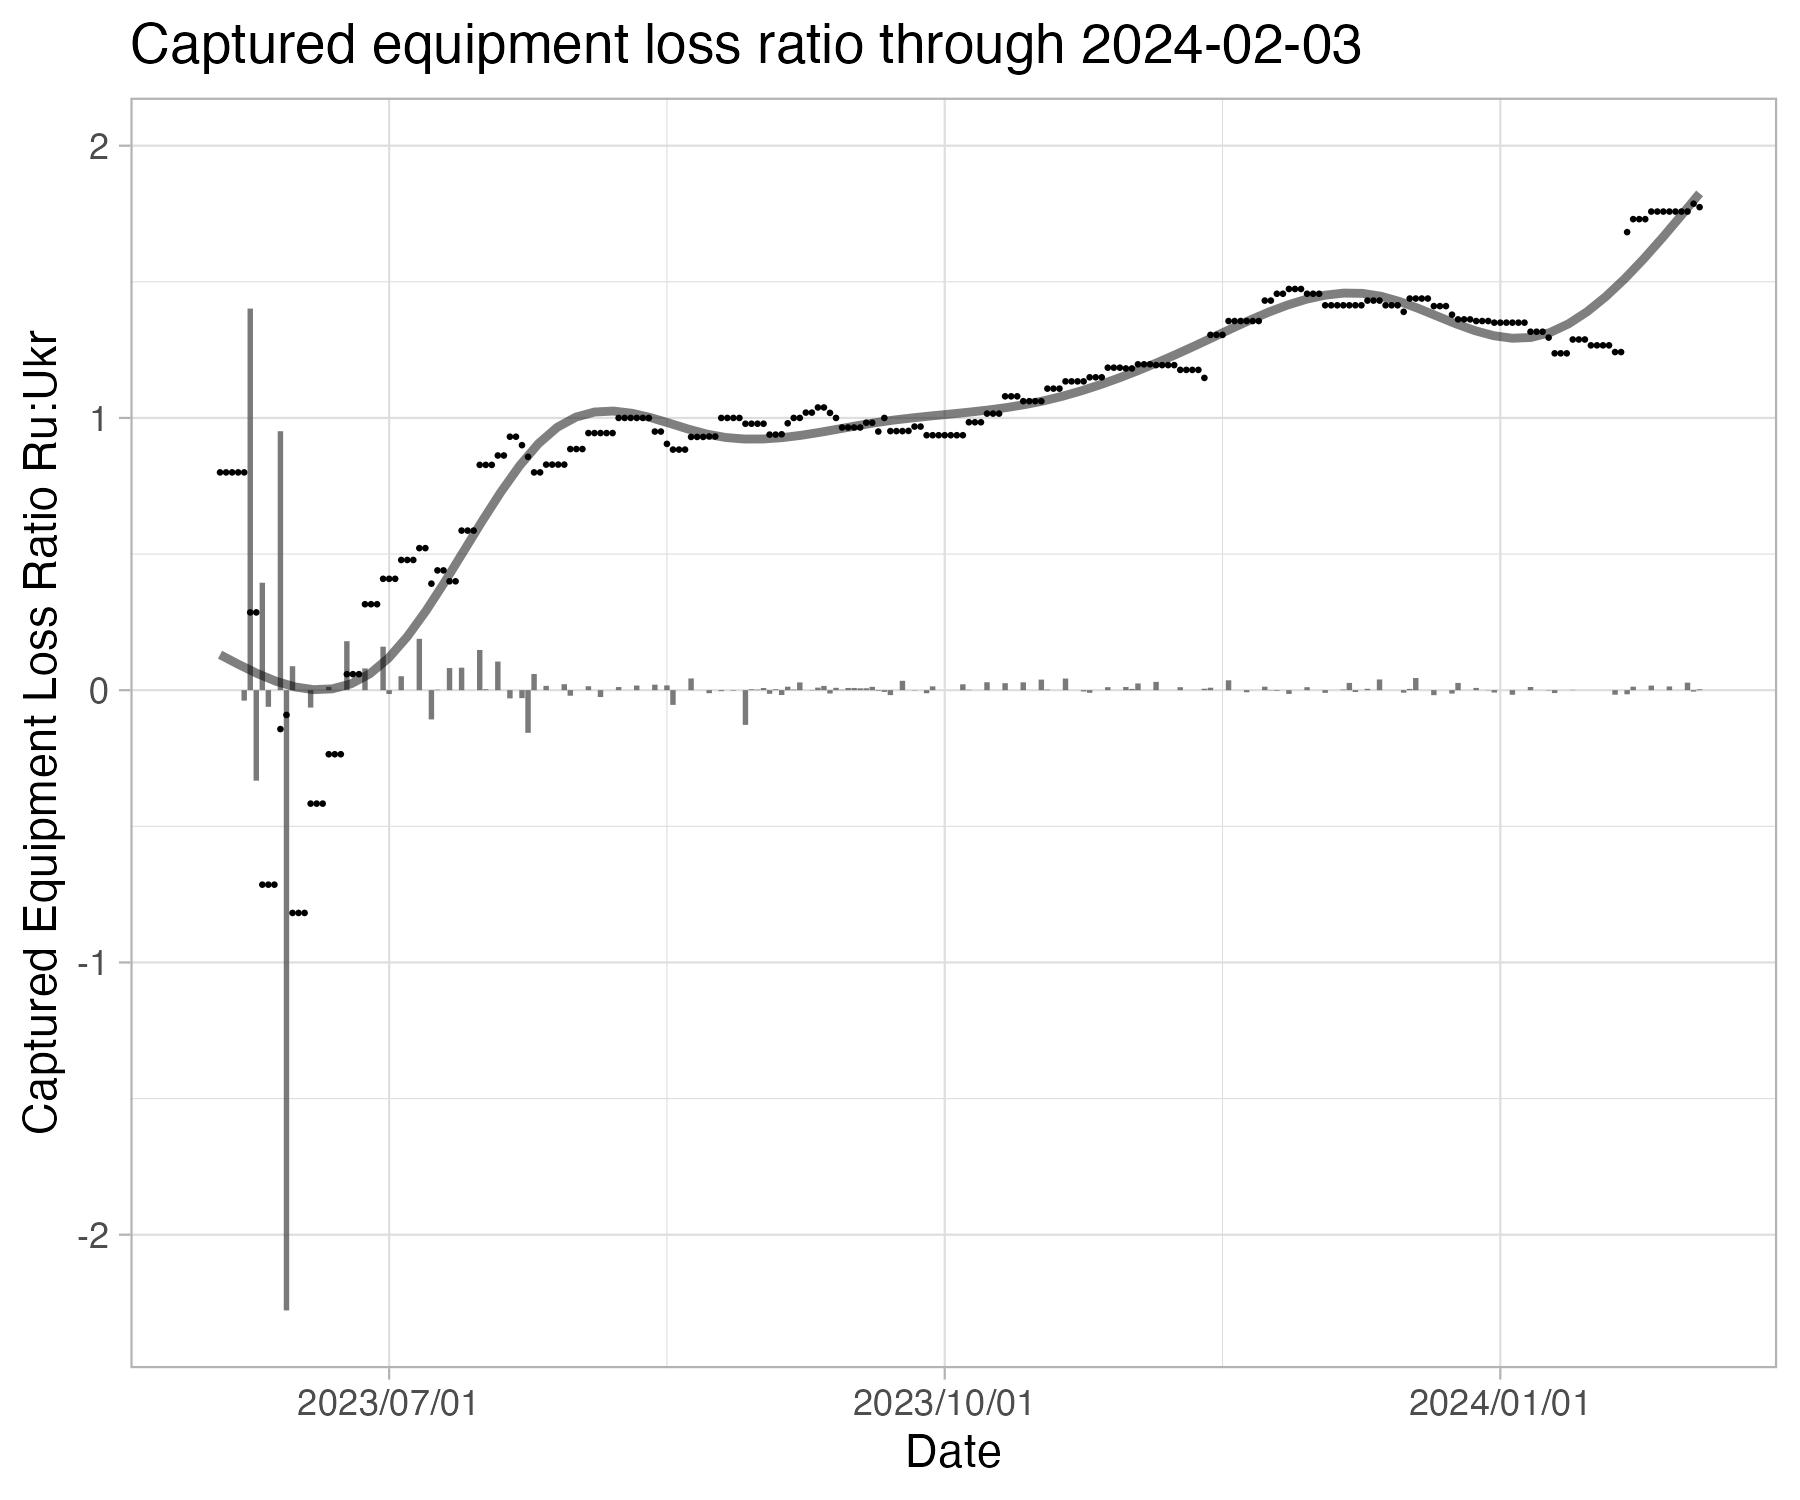 Captured equipment loss ratio through 2024-02-03
Captured Equipment Loss Ratio Ru:Ukr
2
1
0
-1
-2
2023/07/01
2023/10/01
2024/01/01
Date